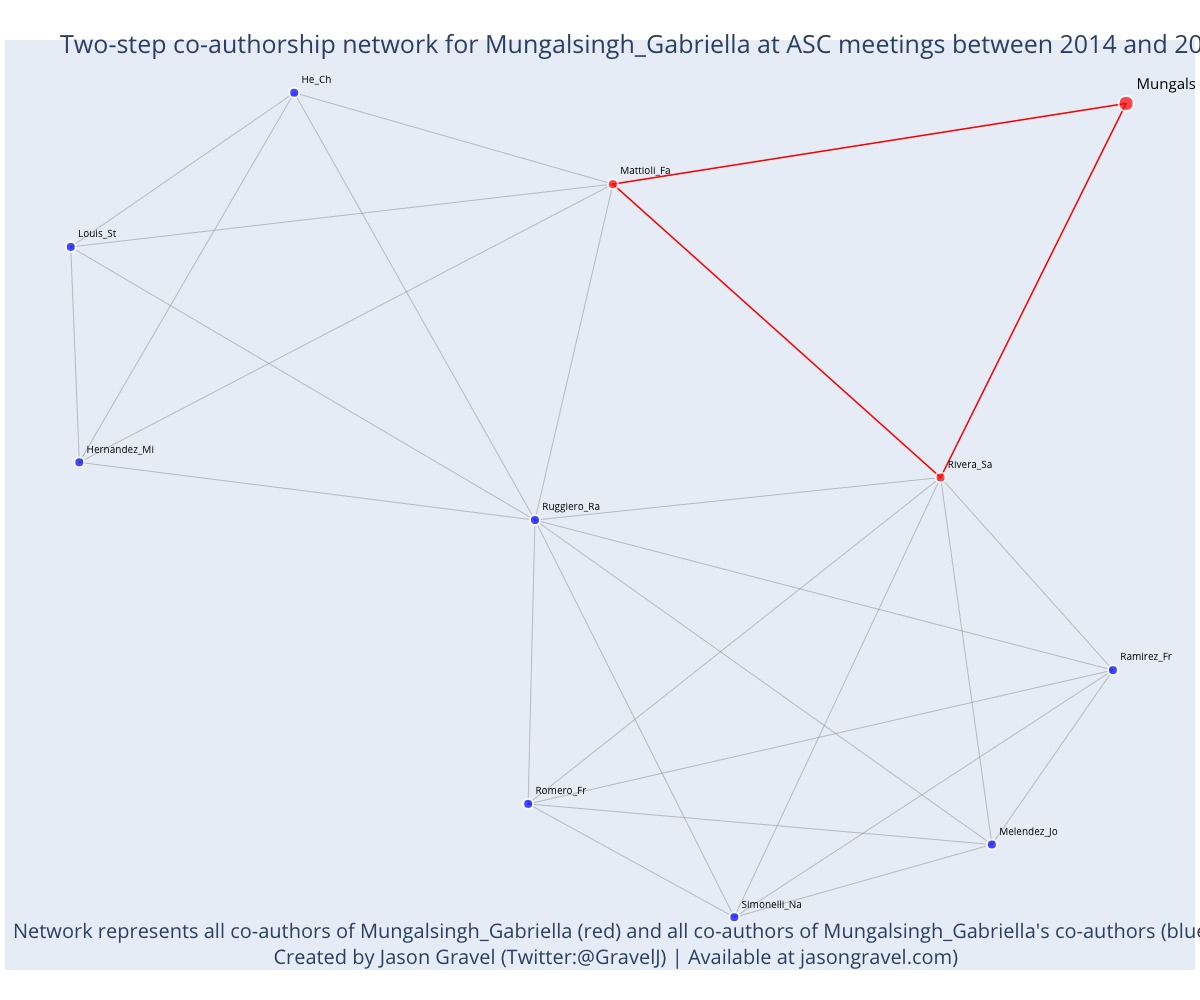 Two-step co-authorship network for Mungalsingh_Gabriella at ASC meetings between 2014 and 20
He_Ch
Mungals
Mattioli_Fa
Louis_St
Hernandez_Mi
Rivera_Sa
Ruggiero_Ra
Ramirez_Fr
Romero_Fr
Melendez_Jo
Simonelli_Na
Network represents all co-authors of Mungalsingh_Gabriella (red) and all co-authors of Mungalsingh_Gabriella's co-authors (blue
Created by Jason Gravel (Twitter:@GravelJ) | Available at jasongravel.com)